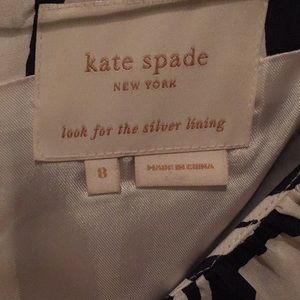 kate spade
NEW YORK
look for the silver lining
8
MADE IN CHINA